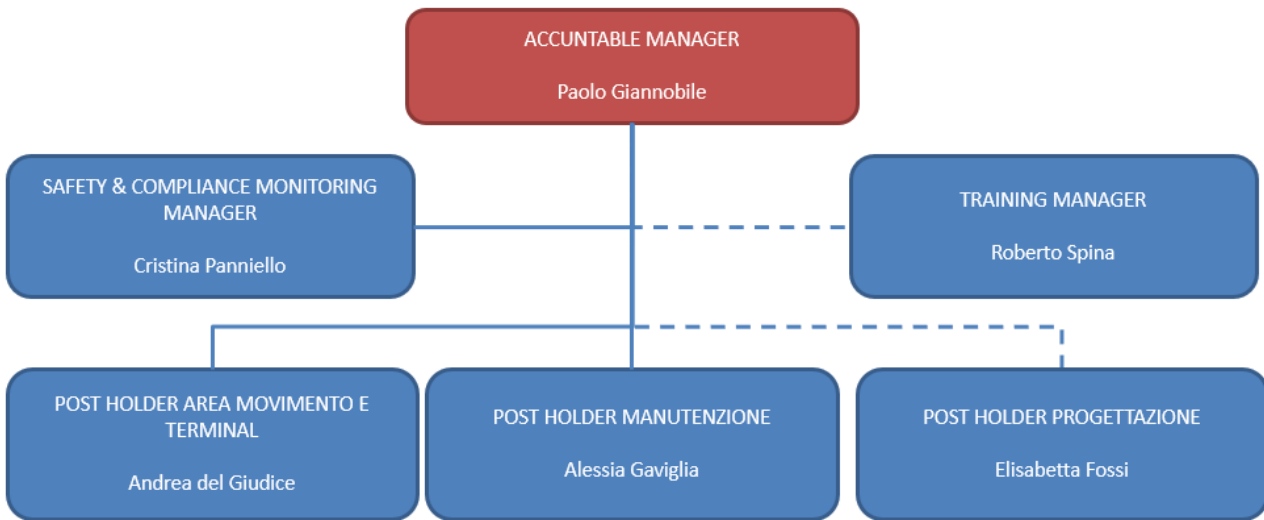 ACCUNTABLE MANAGER
Paolo Giannobile
SAFETY & COMPLIANCE MONITORING
MANAGER
Cristina Panniello
TRAINING MANAGER
Roberto Spina
POST HOLDER AREA MOVIMENTO E
TERMINAL
Andrea del Giudice
POST HOLDER MANUTENZIONE
Alessia Gaviglia
POST HOLDER PROGETTAZIONE
Elisabetta Fossi